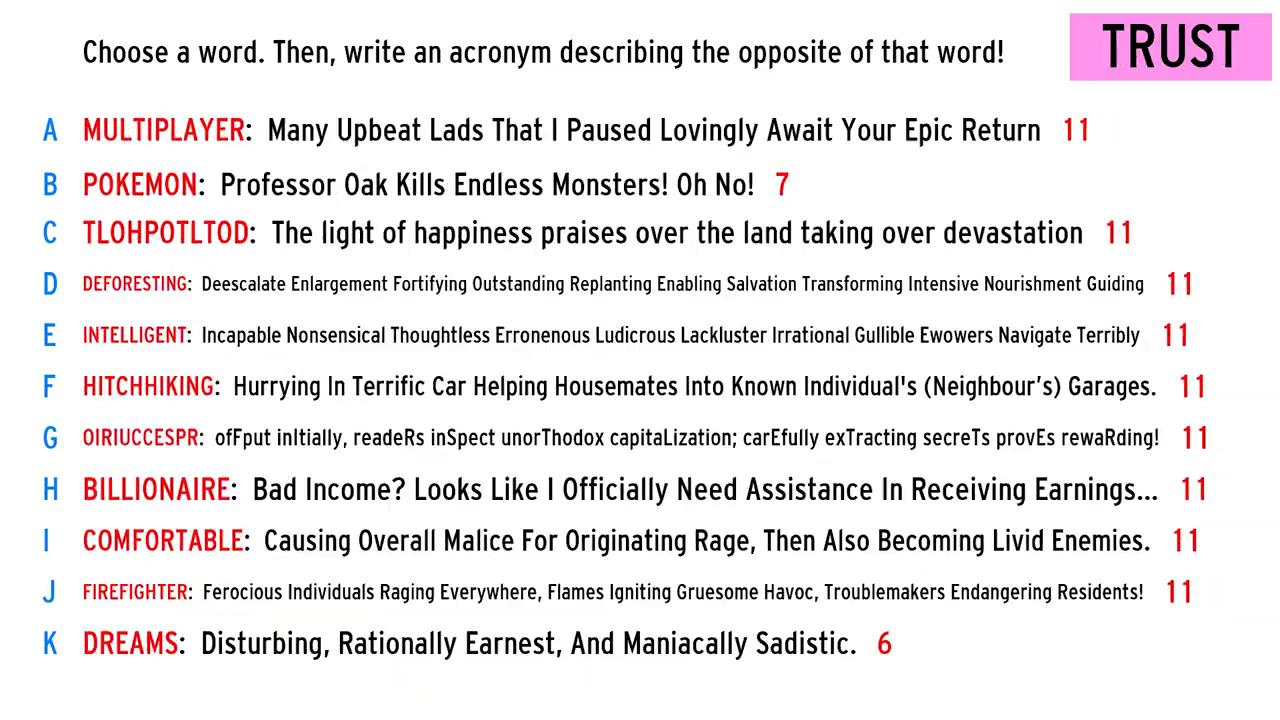 Choose a word. Then, write an acronym describing the opposite of that word!
TRUST
A MULTIPLAYER: Many Upbeat Lads That I Paused Lovingly Await Your Epic Return 11
B POKEMON: Professor Oak Kills Endless Monsters! Oh No! 7
C TLOHPOTLTOD: The light of happiness praises over the land taking over devastation 11
D DEFORESTING: Deescalate Enlargement Fortifying Outstanding Replanting Enabling Salvation Transforming Intensive Nourishment Guiding 11
E INTELLIGENT: Incapable Nonsensical Thoughtless Erronenous Ludicrous Lackluster Irrational Gullible Ewowers Navigate Terribly 11
F HITCHHIKING: Hurrying In Terrific Car Helping Housemates Into Known Individual's (Neighbour’s) Garages. 11
G OIRIUCCESPR: ofFput inItially, readeRs inSpect unorThodox capitaLization; carEfully exTracting secreTs provEs rewaRding! 11
H BILLIONAIRE: Bad Income? Looks Like I Officially Need Assistance In Receiving Earnings... 11
I COMFORTABLE: Causing Overall Malice For Originating Rage, Then Also Becoming Livid Enemies. 11
J FIREFIGHTER: Ferocious Individuals Raging Everywhere, Flames Igniting Gruesome Havoc, Troublemakers Endangering Residents! 11
K DREAMS: Disturbing, Rationally Earnest, And Maniacally Sadistic. 6